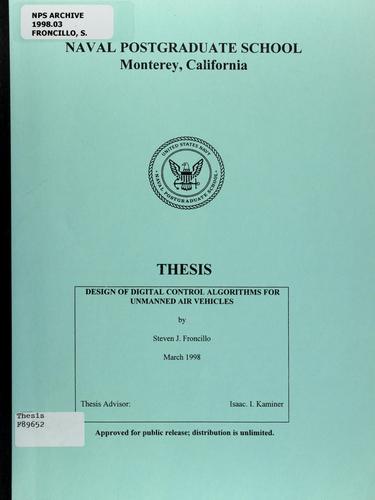 NPS ARCHIVE
1998.03
FRONCILLO, S.
NAVAL POSTGRADUATE SCHOOL
Monterey, California
UNITED STATES NAVY
NAVAL POSTGRADUATE SCHOOL
THESIS
DESIGN OF DIGITAL CONTROL ALGORITHMS FOR
UNMANNED AIR VEHICLES
by
Steven J. Froncillo
March 1998
Thesis Advisor: Isaac. I. Kaminer
Thesis
F89652
Approved for public release; distribution is unlimited.